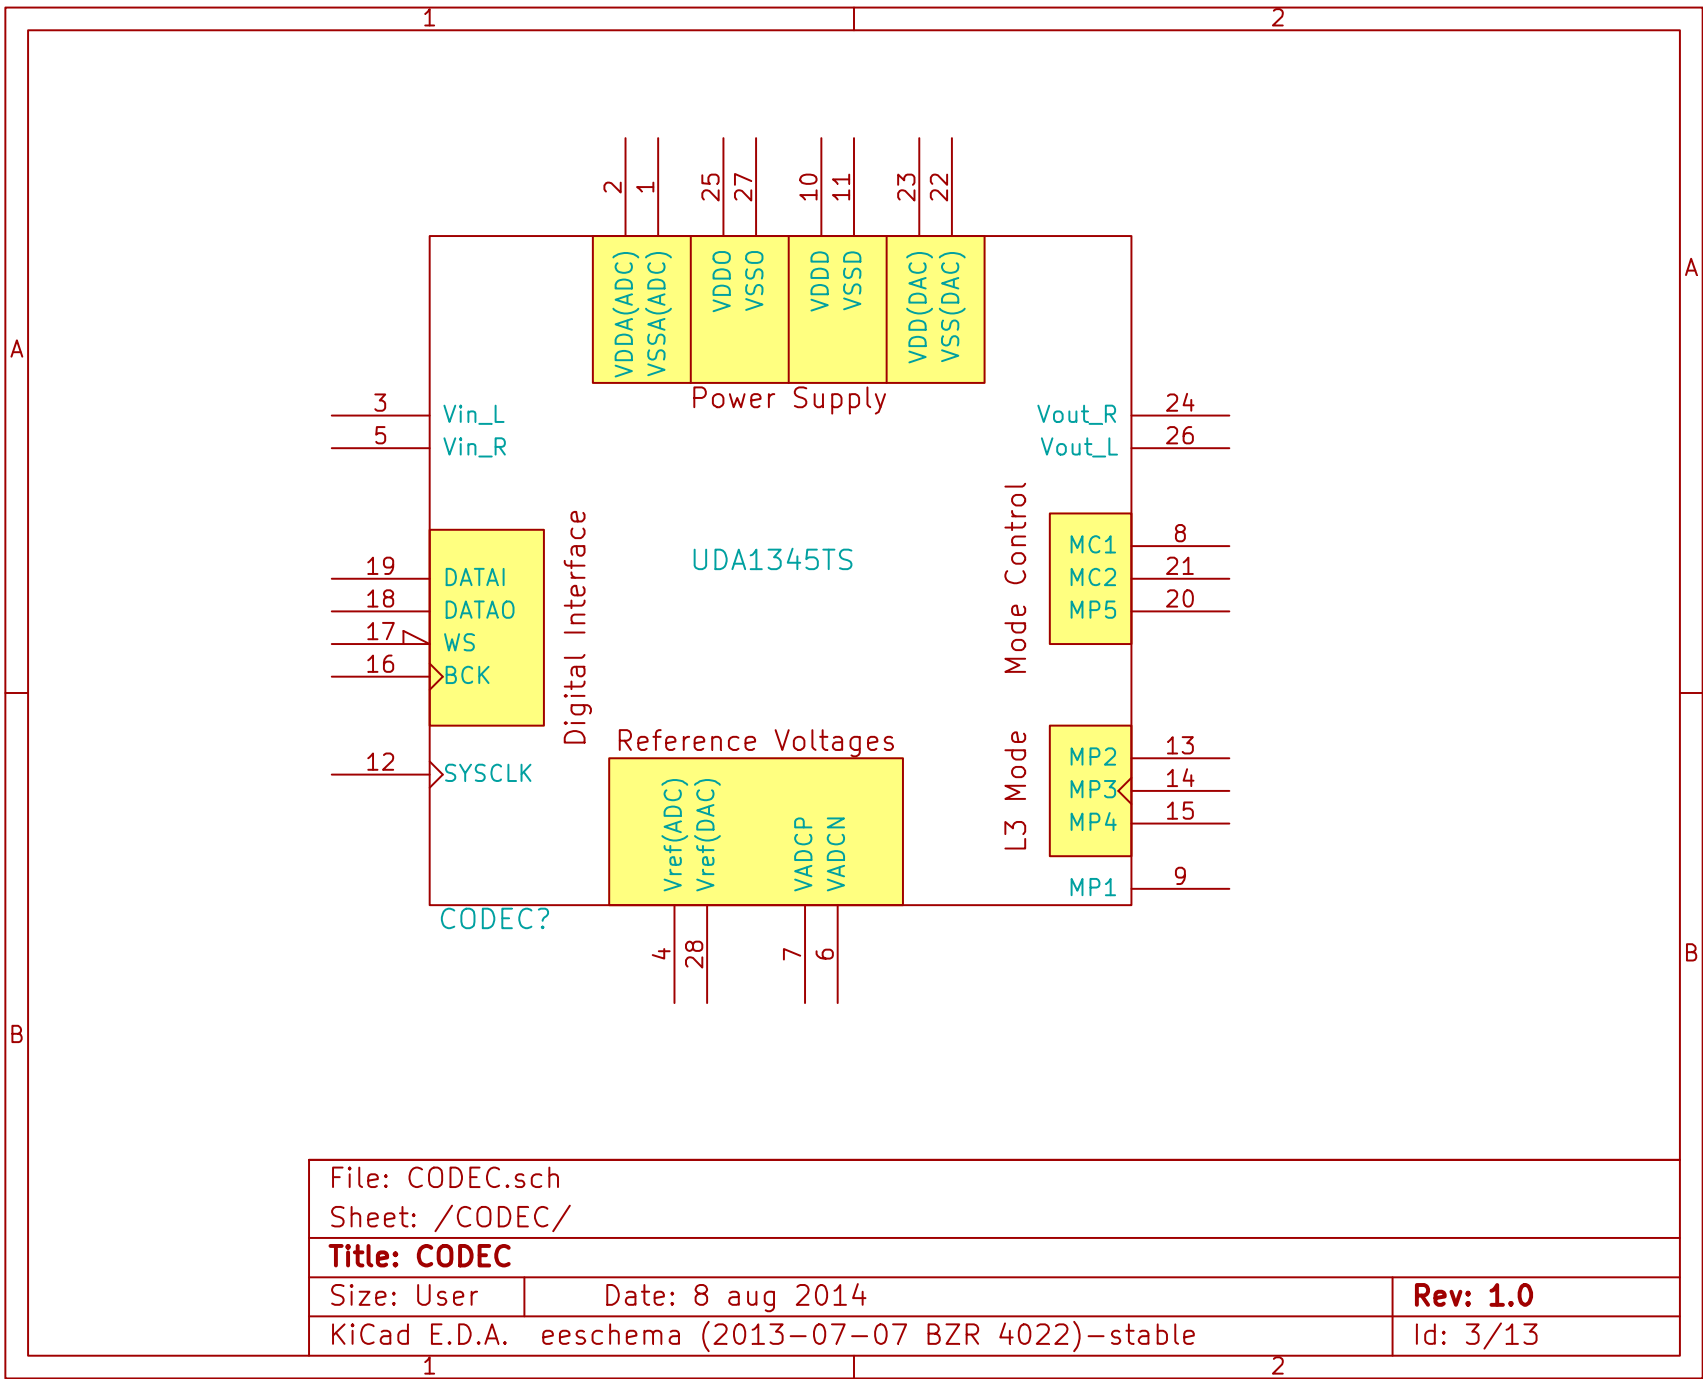 1 2
2 1 25 27 10 11 23 22
VDDA(ADC)
VSSA(ADC)
VDDO
VSSO
VDDD
VSSD
VDD(DAC)
VSS(DAC)
Power Supply
A
A
3 Vin_L
5 Vin_R
Vout_R 24
Vout_L 26
19 DATAI
18 DATAO
17 WS
16 BCK
Digital Interface
12 SYSCLK
UDA1345TS
Mode Control
MC1 8
MC2 21
MP5 20
L3 Mode
MP2 13
MP3 14
MP4 15
MP1 9
Reference Voltages
Vref(ADC)
Vref(DAC)
VADCP
VADCN
CODEC?
4 28 7 6
B
B
File: CODEC.sch
Sheet: /CODEC/
Title: CODEC
Size: User Date: 8 aug 2014 Rev: 1.0
KiCad E.D.A. eeschema (2013-07-07 BZR 4022)-stable Id: 3/13
1 2